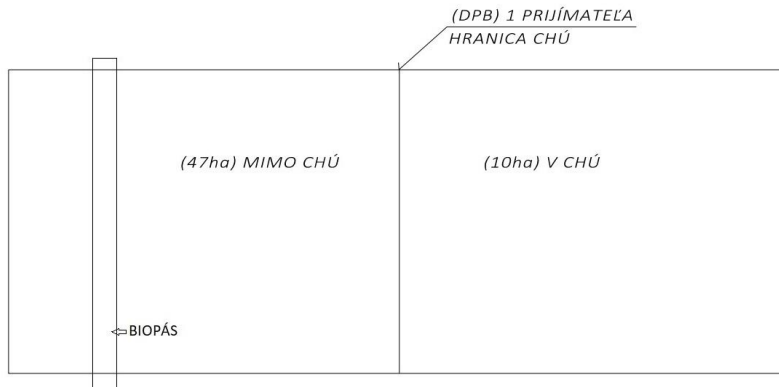 (DPB) 1 PRIJÍMATEĽA
HRANICA CHÚ
(47ha) MIMO CHÚ
(10ha) V CHÚ
BIOPÁS